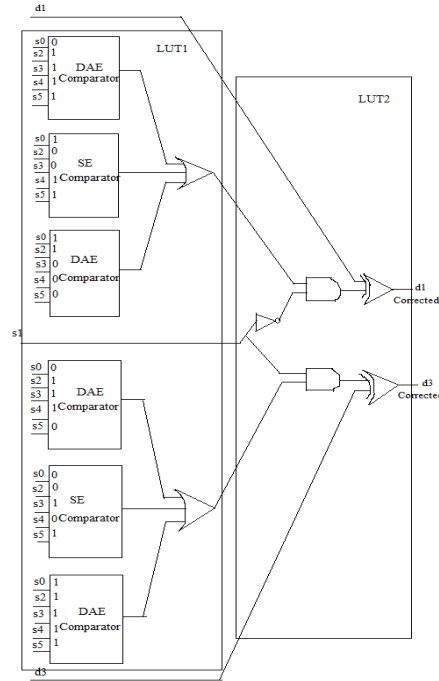 d1
LUT1
s0 0
s2 1
s3 1
s4 1
s5 1
DAE
Comparator
LUT2
s0 1
s2 0
s3 0
s4 1
s5 1
SE
Comparator
s0 1
s2 1
s3 0
s4 0
s5 0
DAE
Comparator
d1
Corrected
s1
s0 0
s2 1
s3 1
s4 1
s5 0
DAE
Comparator
d3
Corrected
s0 0
s2 0
s3 1
s4 0
s5 1
SE
Comparator
s0 1
s2 1
s3 1
s4 1
s5 1
DAE
Comparator
d3